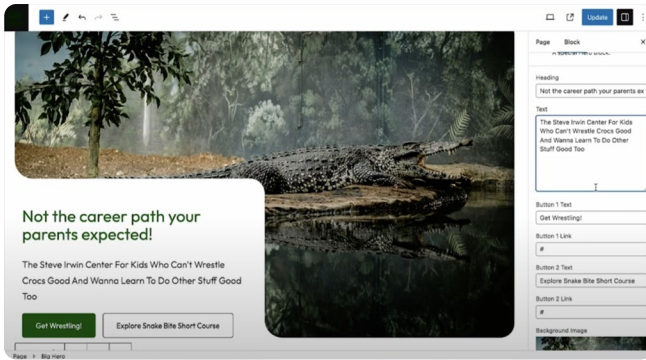 Update
Page Block
A special hero block.
Heading
Not the career path your parents ex
Text
The Steve Irwin Center For Kids
Who Can't Wrestle Crocs Good
And Wanna Learn To Do Other
Stuff Good Too
Button 1 Text
Get Wrestling!
Button 1 Link
#
Button 2 Text
Explore Snake Bite Short Course
Button 2 Link
#
Background Image
Not the career path your
parents expected!
The Steve Irwin Center For Kids Who Can't Wrestle
Crocs Good And Wanna Learn To Do Other Stuff Good
Too
Get Wrestling! Explore Snake Bite Short Course
Page > Big Hero